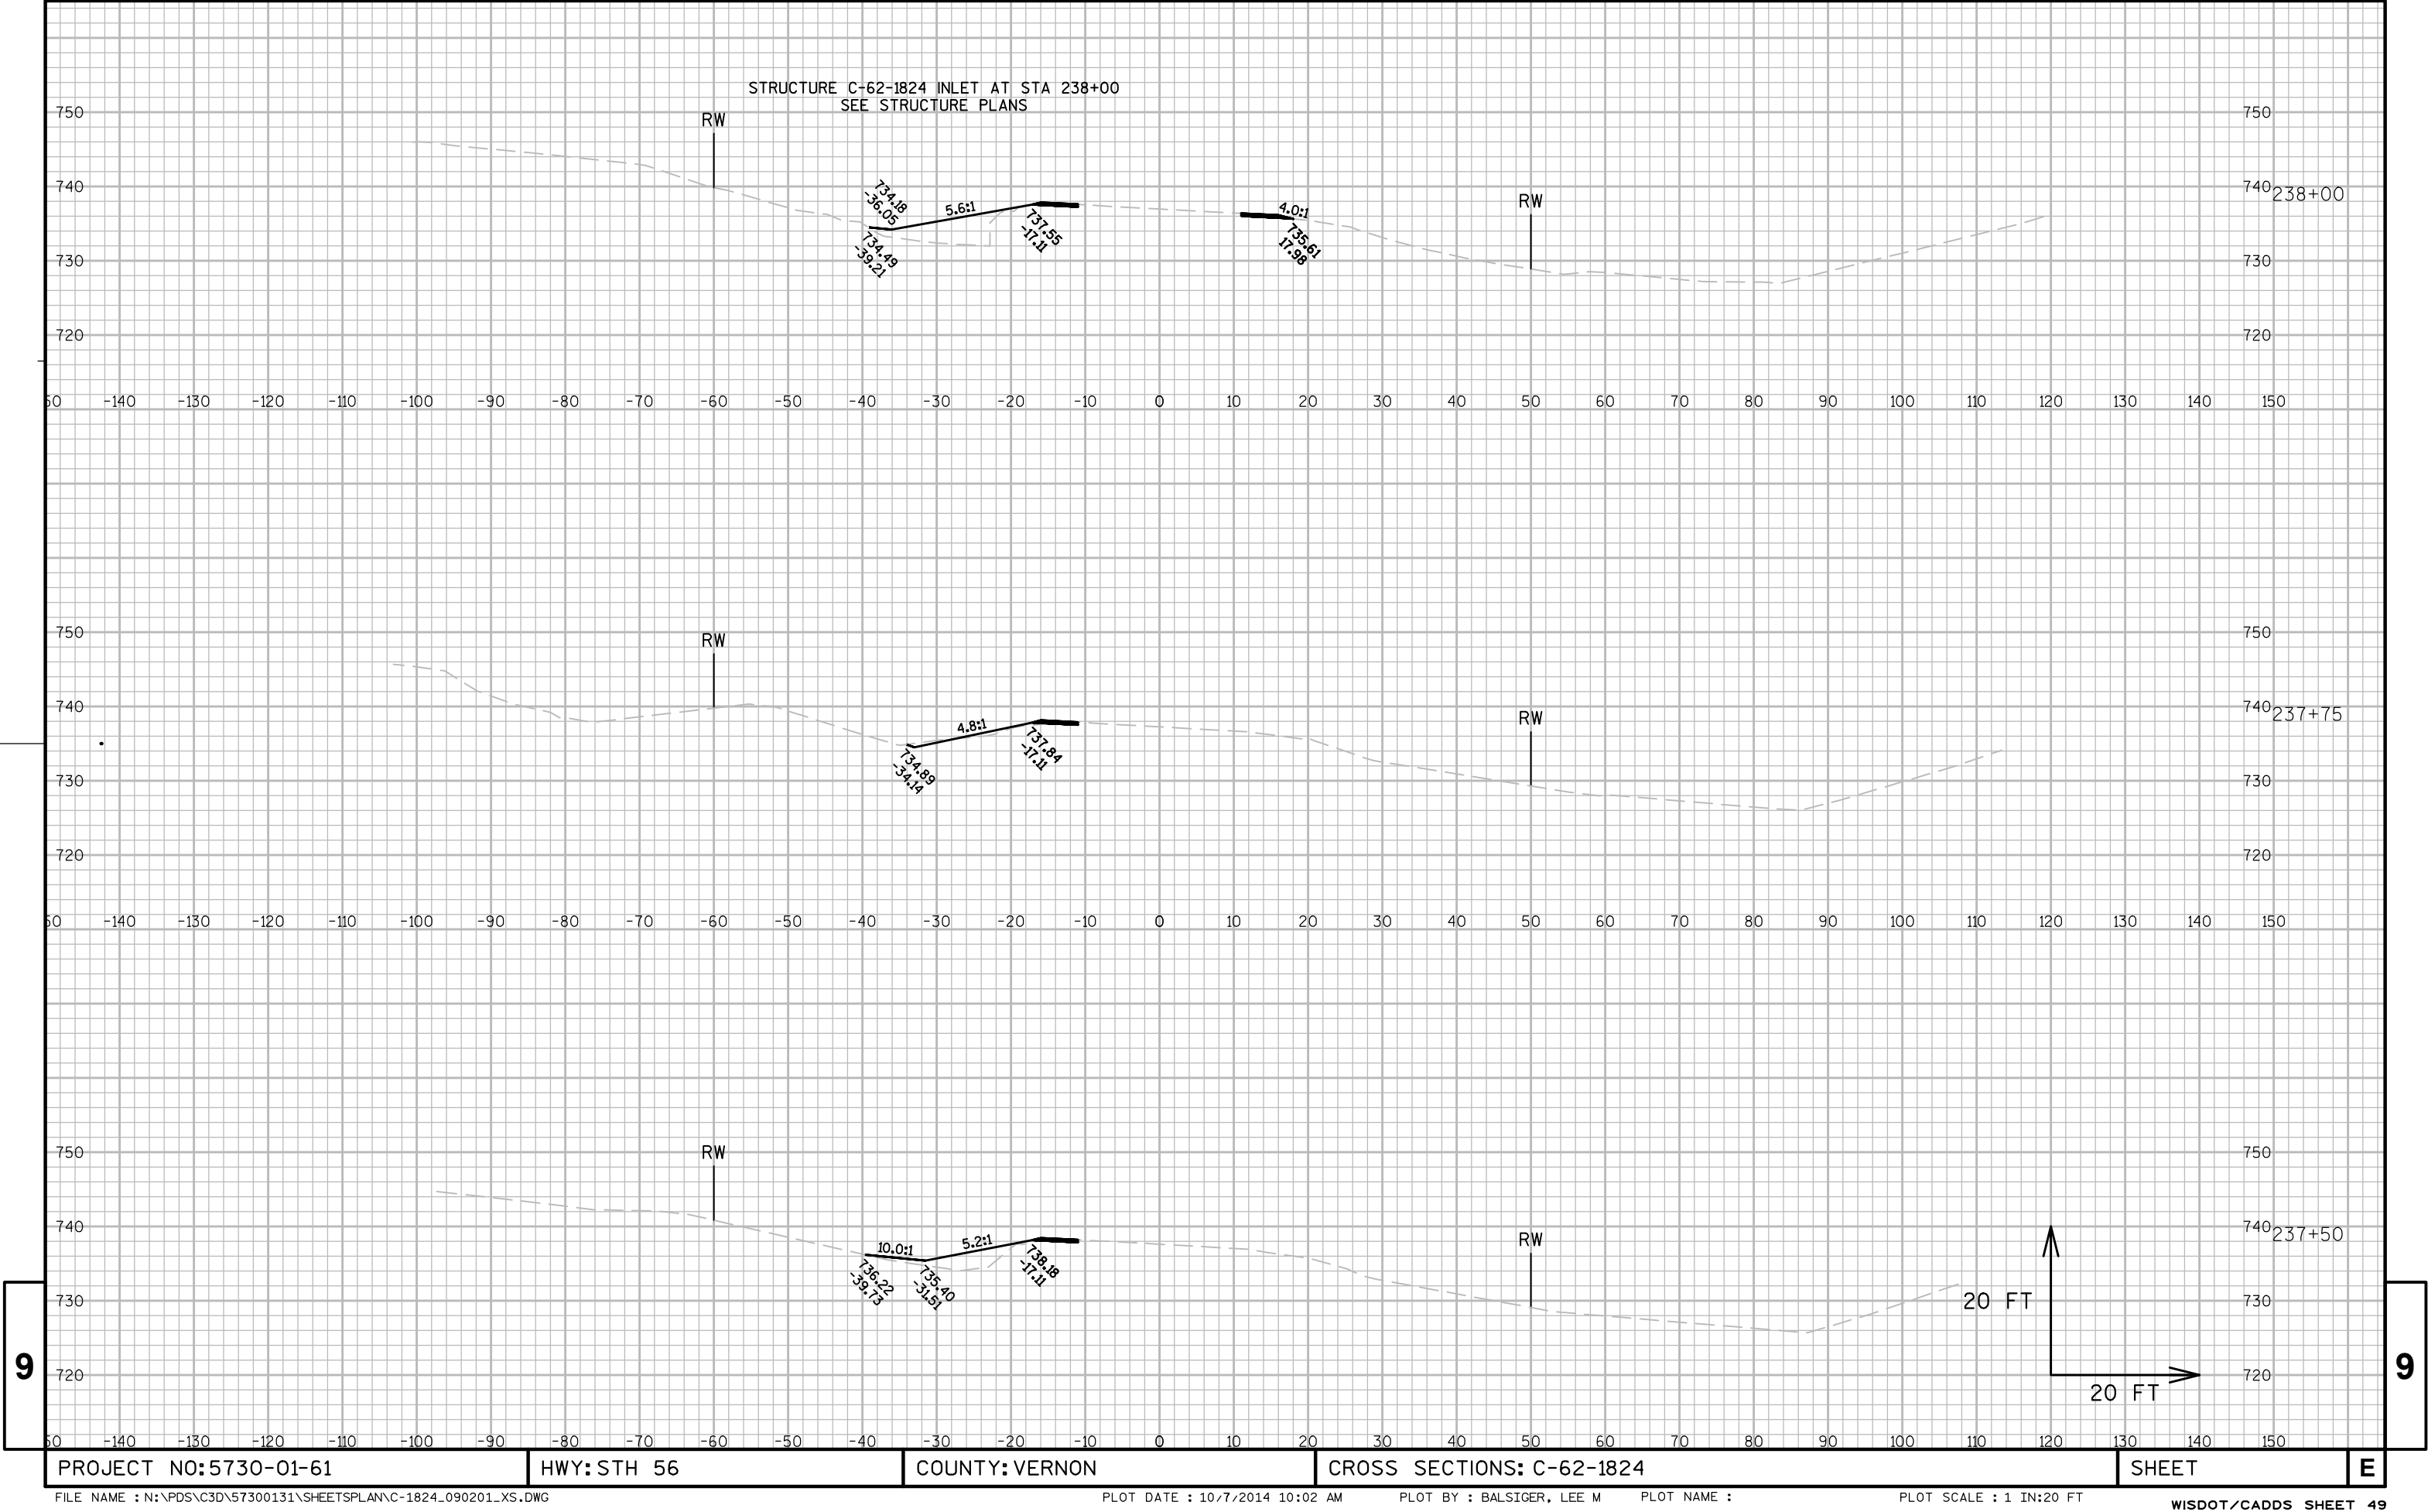 STRUCTURE C-62-1824 INLET AT STA 238+00
SEE STRUCTURE PLANS
750 RW 750
740 734.18 -36.05 5.6:1 RW 4.0:1 740 238+00
734.49 -39.21 737.55 -17.11 735.61 17.98
730 730
720 720
60 -140 -130 -120 -110 -100 -90 -80 -70 -60 -50 -40 -30 -20 -10 0 10 20 30 40 50 60 70 80 90 100 110 120 130 140 150
750 RW 750
740 4.8:1 RW 740 237+75
734.89 -34.14 737.84 -17.11
730 730
720 720
60 -140 -130 -120 -110 -100 -90 -80 -70 -60 -50 -40 -30 -20 -10 0 10 20 30 40 50 60 70 80 90 100 110 120 130 140 150
750 RW 750
740 10.0:1 5.2:1 RW 740 237+50
736.22 -39.73 735.40 -31.51 738.18 -17.11
730 20 FT 730
9 720 720 9
20 FT
60 -140 -130 -120 -110 -100 -90 -80 -70 -60 -50 -40 -30 -20 -10 0 10 20 30 40 50 60 70 80 90 100 110 120 130 140 150
PROJECT NO: 5730-01-61 HWY: STH 56 COUNTY: VERNON CROSS SECTIONS: C-62-1824 SHEET E
FILE NAME : N:\PDS\C3D\57300131\SHEETSPLAN\C-1824_090201_XS.DWG PLOT DATE : 10/7/2014 10:02 AM PLOT BY : BALSIGER, LEE M PLOT NAME : PLOT SCALE : 1 IN:20 FT WISDOT/CADDS SHEET 49